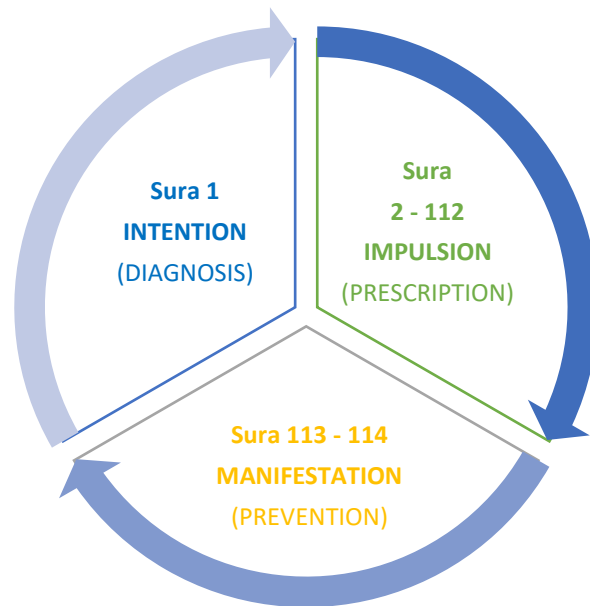 Sura 1
INTENTION
(DIAGNOSIS)
Sura
2 - 112
IMPULSION
(PRESCRIPTION)
Sura 113 - 114
MANIFESTATION
(PREVENTION)